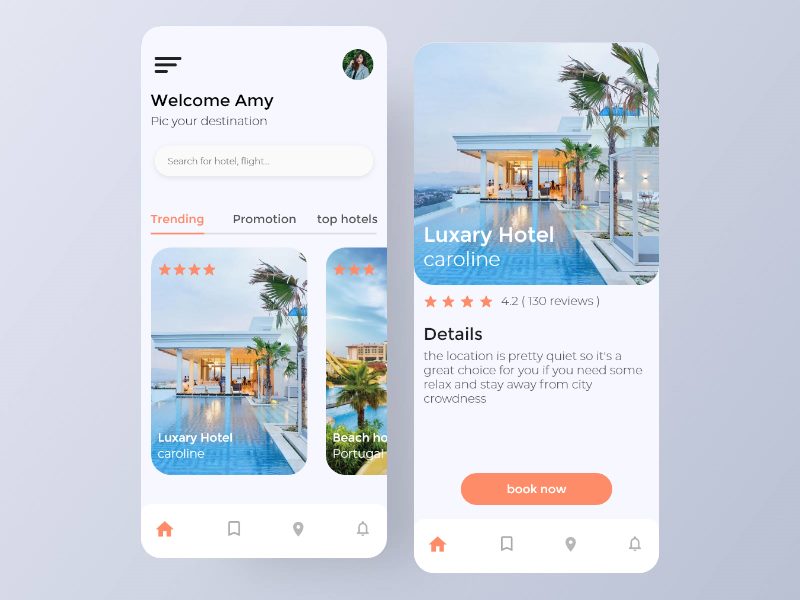 Welcome Amy
Pic your destination
Search for hotel, flight...
Trending Promotion top hotels
Luxary Hotel
caroline
Beach ho
Portugal
Luxary Hotel
caroline
4.2 ( 130 reviews )
Details
the location is pretty quiet so it's a
great choice for you if you need some
relax and stay away from city
crowdness
book now